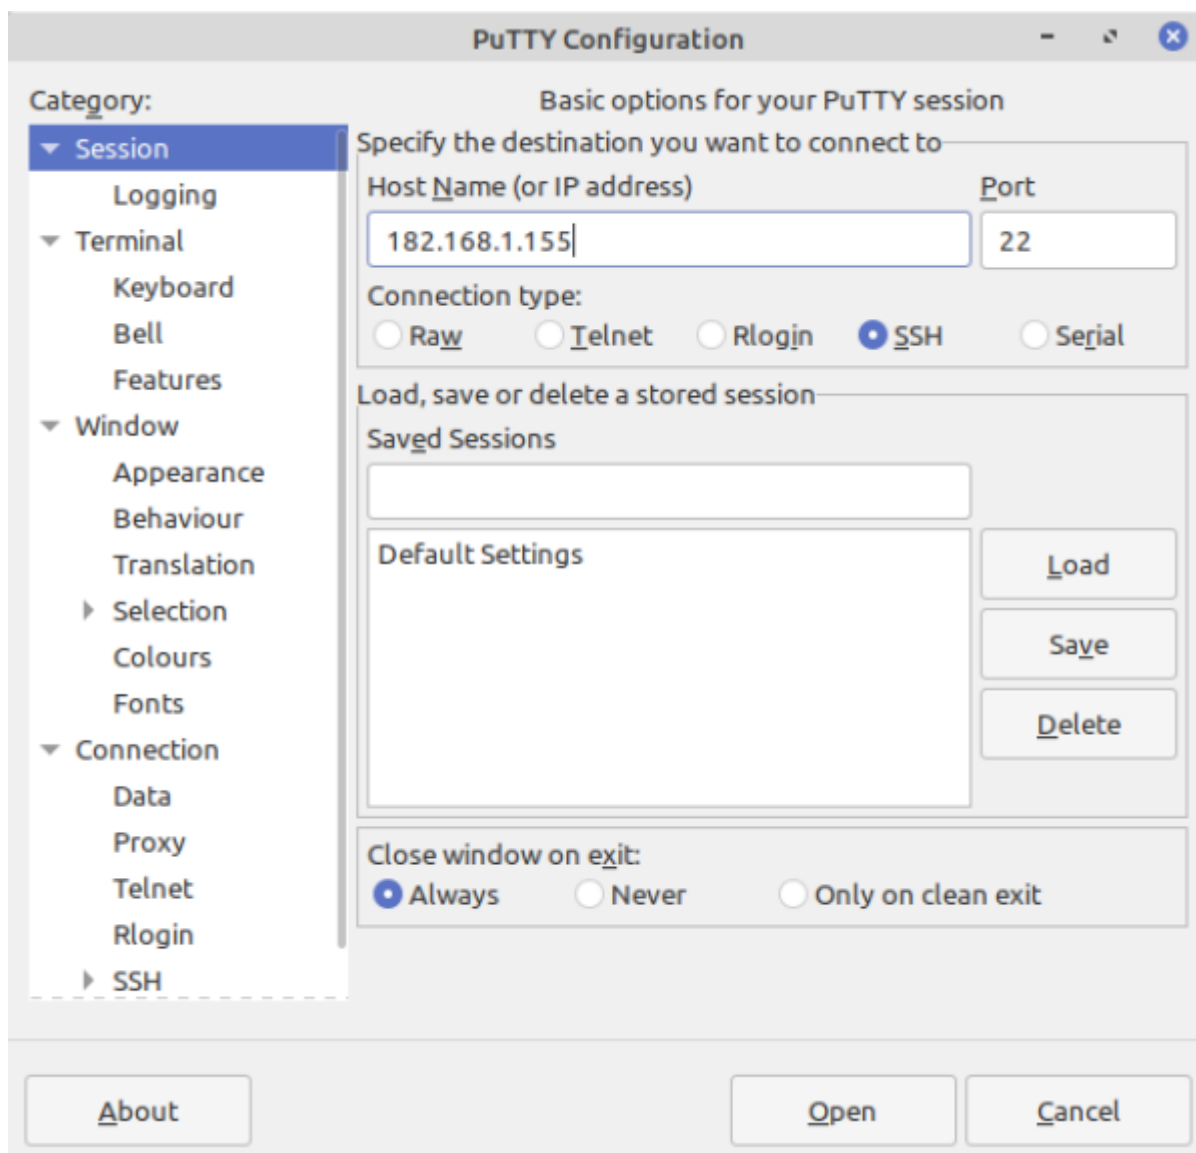 PuTTY Configuration
Category:
Session
Logging
Terminal
Keyboard
Bell
Features
Window
Appearance
Behaviour
Translation
Selection
Colours
Fonts
Connection
Data
Proxy
Telnet
Rlogin
SSH
Basic options for your PuTTY session
Specify the destination you want to connect to
Host Name (or IP address) Port
182.168.1.155 22
Connection type:
Raw Telnet Rlogin SSH Serial
Load, save or delete a stored session
Saved Sessions
Default Settings
Load
Save
Delete
Close window on exit:
Always Never Only on clean exit
About Open Cancel